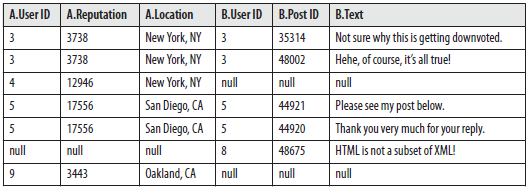 A.User ID A.Reputation A.Location B.User ID B.Post ID B.Text
3 3738 New York, NY 3 35314 Not sure why this is getting downvoted.
3 3738 New York, NY 3 48002 Hehe, of course, it's all true!
4 12946 New York, NY null null null
5 17556 San Diego, CA 5 44921 Please see my post below.
5 17556 San Diego, CA 5 44920 Thank you very much for your reply.
null null null 8 48675 HTML is not a subset of XML!
9 3443 Oakland, CA null null null